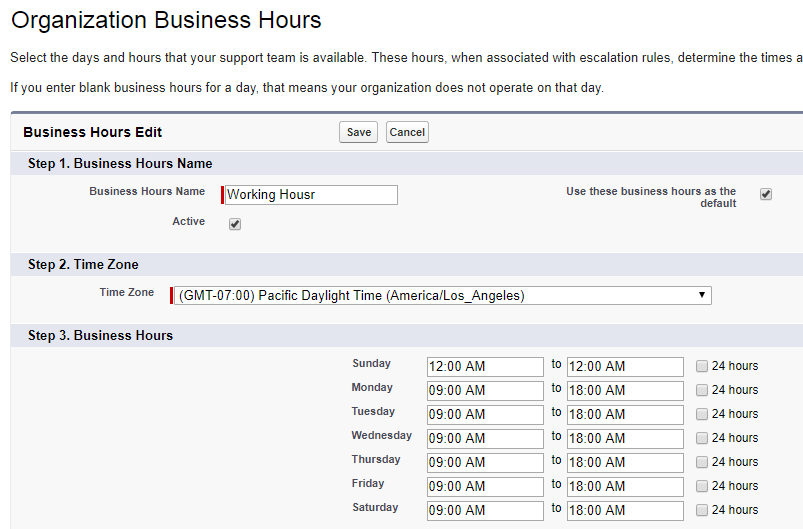 Organization Business Hours
Select the days and hours that your support team is available. These hours, when associated with escalation rules, determine the times a
If you enter blank business hours for a day, that means your organization does not operate on that day.
Business Hours Edit Save Cancel
Step 1. Business Hours Name
Business Hours Name Working Housr Use these business hours as the
default
Active
Step 2. Time Zone
Time Zone (GMT-07:00) Pacific Daylight Time (America/Los_Angeles)
Step 3. Business Hours
Sunday 12:00 AM to 12:00 AM 24 hours
Monday 09:00 AM to 18:00 AM 24 hours
Tuesday 09:00 AM to 18:00 AM 24 hours
Wednesday 09:00 AM to 18:00 AM 24 hours
Thursday 09:00 AM to 18:00 AM 24 hours
Friday 09:00 AM to 18:00 AM 24 hours
Saturday 09:00 AM to 18:00 AM 24 hours